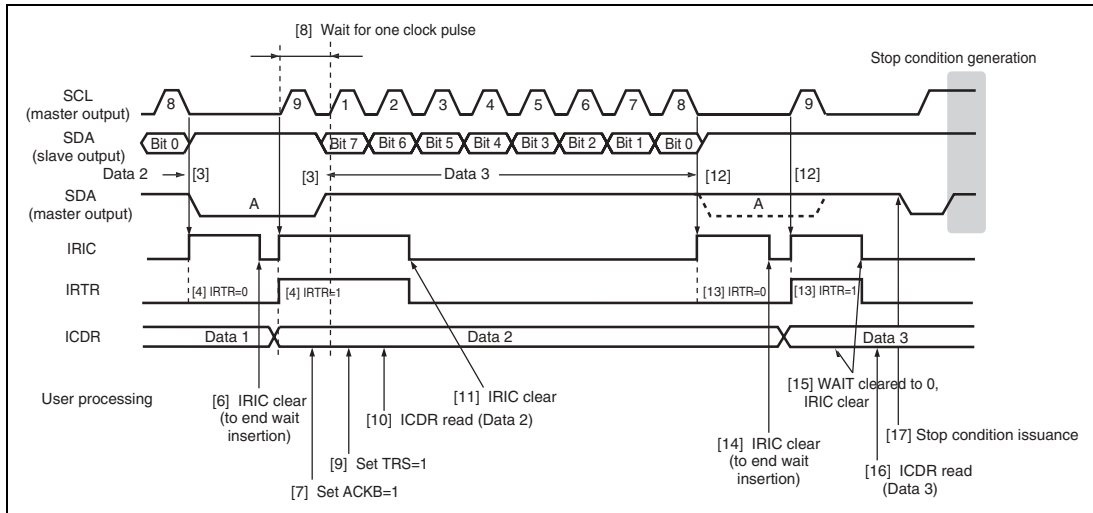 [8] Wait for one clock pulse
Stop condition generation
SCL
(master output)
8 9 1 2 3 4 5 6 7 8 9
SDA
(slave output)
Bit 0 Bit 7 Bit 6 Bit 5 Bit 4 Bit 3 Bit 2 Bit 1 Bit 0
Data 2 [3] [3] Data 3 [12] [12]
SDA
(master output)
A A
IRIC
IRTR
[4] IRTR=0 [4] IRTR=1 [13] IRTR=0 [13] IRTR=1
ICDR
Data 1 Data 2 Data 3
User processing
[6] IRIC clear
(to end wait
insertion)
[11] IRIC clear
[10] ICDR read (Data 2)
[9] Set TRS=1
[7] Set ACKB=1
[15] WAIT cleared to 0,
IRIC clear
[14] IRIC clear
(to end wait
insertion)
[17] Stop condition issuance
[16] ICDR read
(Data 3)